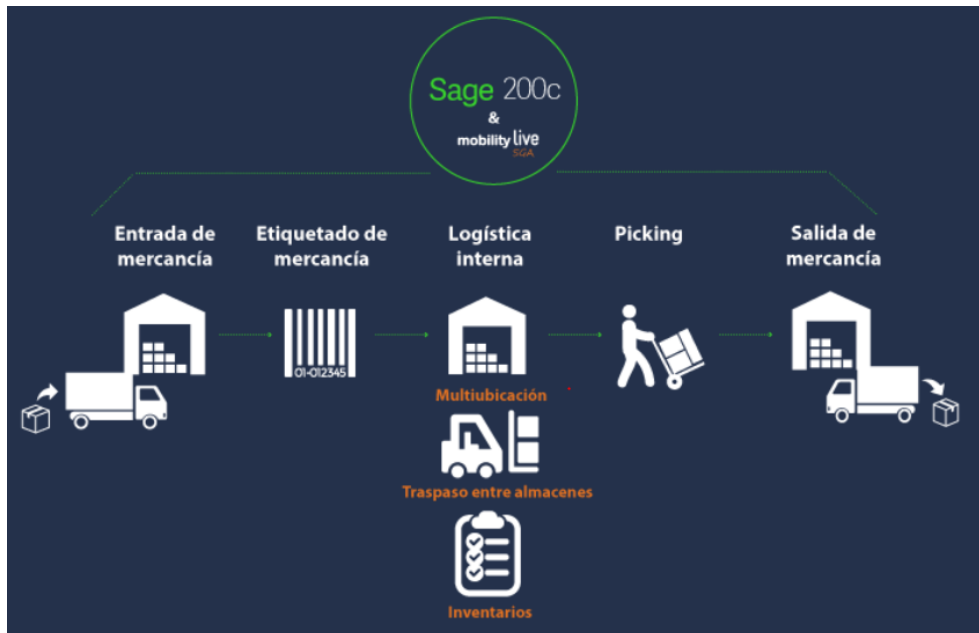 Sage 200c
&
mobility live
SGA
Entrada de
mercancía
Etiquetado de
mercancía
Logística
interna
Picking
Salida de
mercancía
01-012345
Multiubicación
Traspaso entre almacenes
Inventarios